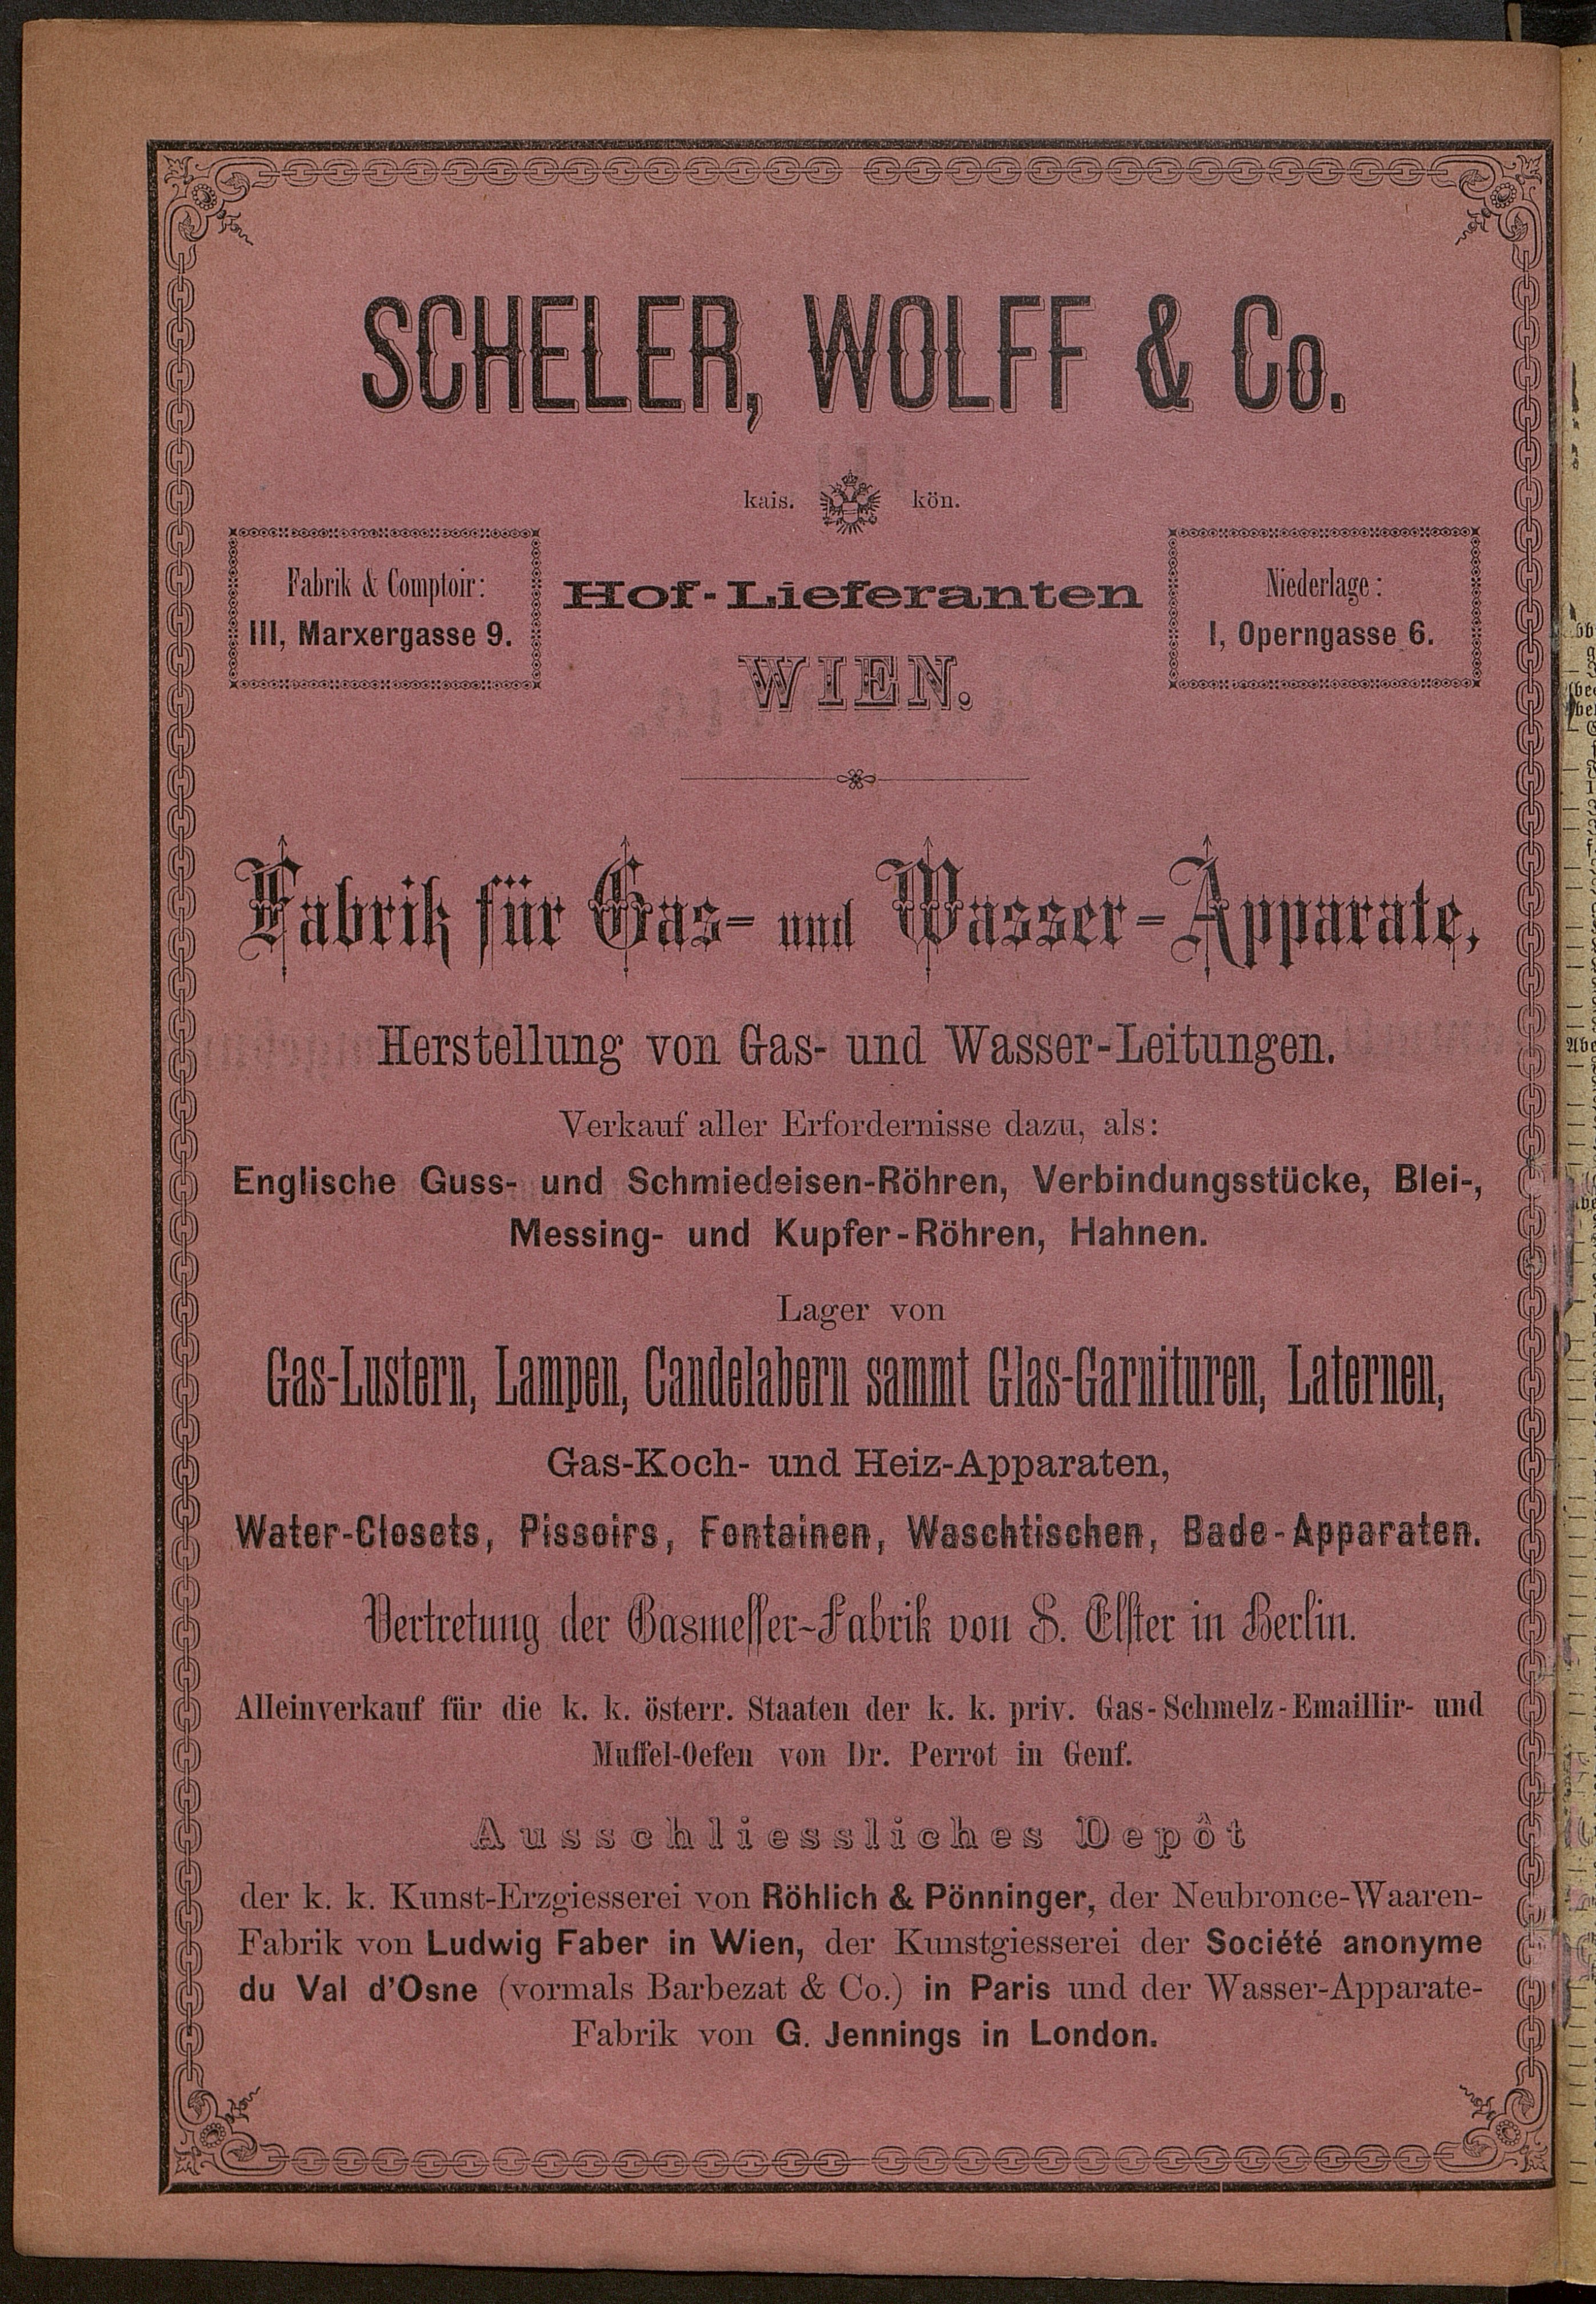 SCHELER, WOLFF & Co.
kais. kön.
Fabrik & Comptoir:
III, Marxergasse 9.
Hof-Lieferanten
WIEN.
Niederlage:
I, Operngasse 6.
Fabrik für Gas- und Wasser-Apparate,
Herstellung von Gas- und Wasser-Leitungen.
Verkauf aller Erfordernisse dazu, als:
Englische Guss- und Schmiedeisen-Röhren, Verbindungsstücke, Blei-,
Messing- und Kupfer-Röhren, Hahnen.
Lager von
Gas-Lustern, Lampen, Candelabern sammt Glas-Garnituren, Laternen,
Gas-Koch- und Heiz-Apparaten,
Water-Closets, Pissoirs, Fontainen, Waschtischen, Bade-Apparaten.
Vertretung der Gasmesser-Fabrik von S. Elster in Berlin.
Alleinverkauf für die k. k. österr. Staaten der k. k. priv. Gas-Schmelz-Emaillir- und
Muffel-Oefen von Dr. Perrot in Genf.
Ausschliessliches Depôt
der k. k. Kunst-Erzgiesserei von Röhlich & Pönninger, der Neubronce-Waaren-
Fabrik von Ludwig Faber in Wien, der Kunstgiesserei der Société anonyme
du Val d'Osne (vormals Barbezat & Co.) in Paris und der Wasser-Apparate-
Fabrik von G. Jennings in London.